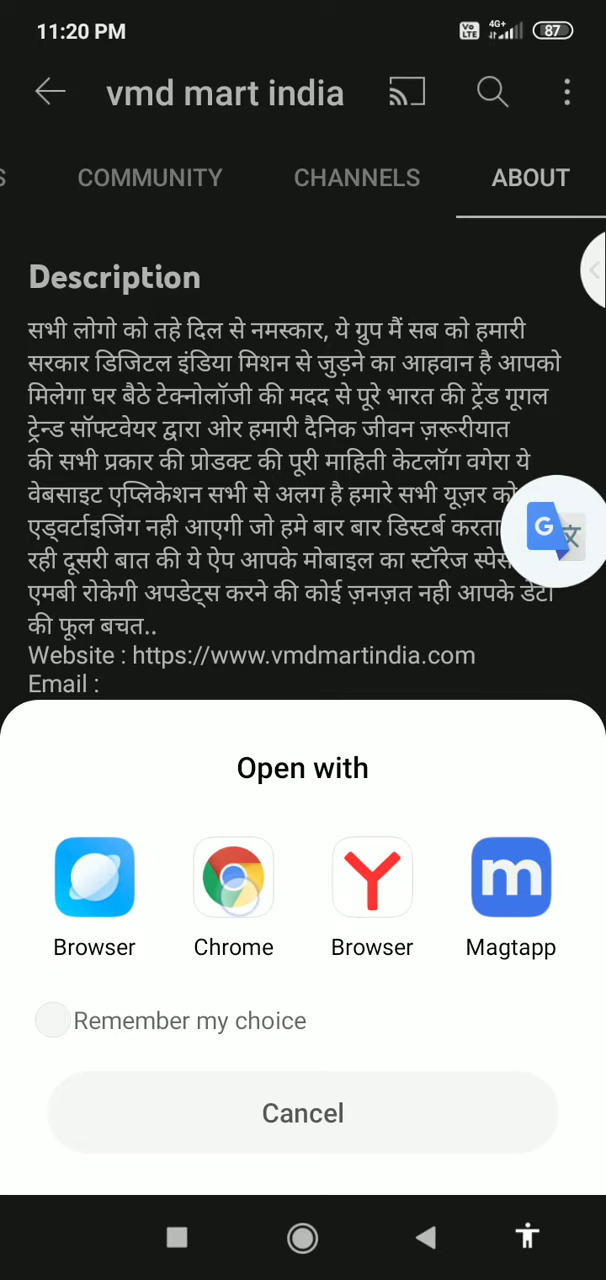 11:20 PM
Vo LTE 4G+ 87
vmd mart india
S COMMUNITY CHANNELS ABOUT
Description
सभी लोगो को तहे दिल से नमस्कार, ये ग्रुप मैं सब को हमारी
सरकार डिजिटल इंडिया मिशन से जुड़ने का आहवान है आपको
मिलेगा घर बैठे टेक्नोलॉजी की मदद से पूरे भारत की ट्रेंड गूगल
ट्रेन्ड सॉफ्टवेयर द्वारा ओर हमारी दैनिक जीवन ज़रूरीयात
की सभी प्रकार की प्रोडक्ट की पूरी माहिती केटलॉग वगेरा ये
वेबसाइट एप्लिकेशन सभी से अलग है हमारे सभी यूज़र को
एड्वर्टाइजिंग नही आएगी जो हमे बार बार डिस्टर्ब करता
रही दूसरी बात की ये ऐप आपके मोबाइल का स्टॉरेज
एमबी रोकेगी अपडेट्स करने की कोई ज़नज़त नही आपके डेटा
की फूल बचत..
Website : https://www.vmdmartindia.com
Email :
Open with
Browser Chrome Browser Magtapp
Remember my choice
Cancel